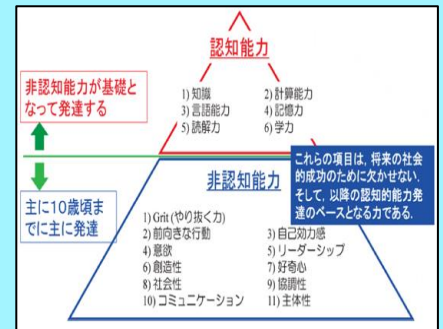 認知能力
1) 知識 2) 計算能力
3) 言語能力 4) 記憶力
5) 読解力 6) 学力
非認知能力が基礎と
なって発達する
主に10歳頃ま
でに主に発達
これらの項目は, 将来の社会
的成功のために欠かせない.
そして, 以降の認知的能力発
達のベースとなる力である.
非認知能力
1) Grit (やり抜く力)
2) 前向きな行動 3) 自己効力感
4) 意欲 5) リーダーシップ
6) 創造性 7) 好奇心
8) 社会性 9) 協調性
10) コミュニケーション 11) 主体性